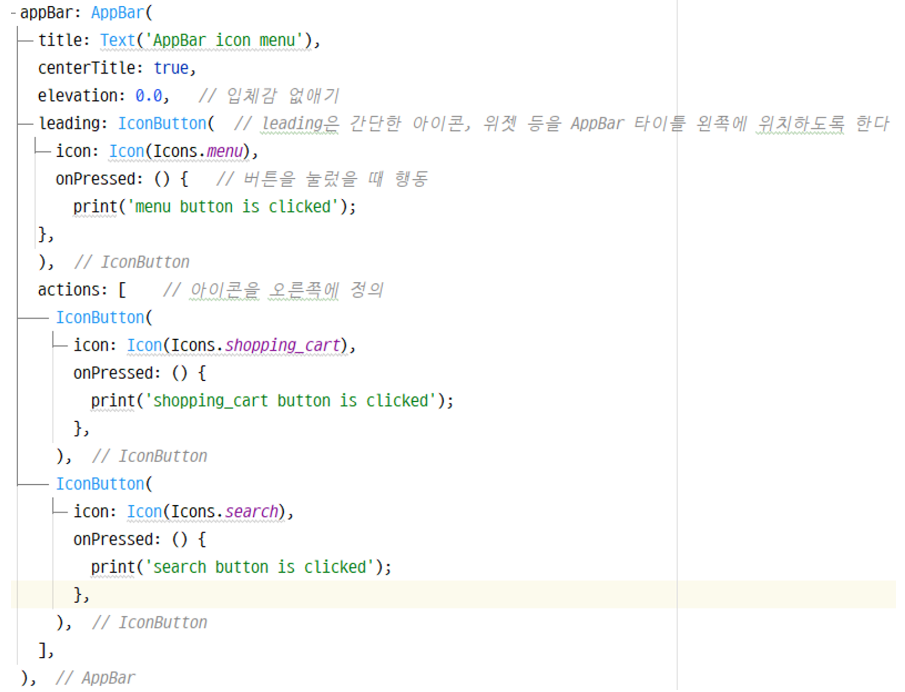 appBar: AppBar(
title: Text('AppBar icon menu'),
centerTitle: true,
elevation: 0.0,   // 입체감 없애기
leading: IconButton(  // leading은 간단한 아이콘, 위젯 등을 AppBar 타이틀 왼쪽에 위치하도록 한다
icon: Icon(Icons.menu),
onPressed: () {   // 버튼을 눌렀을 때 행동
print('menu button is clicked');
},
),  // IconButton
actions: [    // 아이콘을 오른쪽에 정의
IconButton(
icon: Icon(Icons.shopping_cart),
onPressed: () {
print('shopping_cart button is clicked');
},
),  // IconButton
IconButton(
icon: Icon(Icons.search),
onPressed: () {
print('search button is clicked');
},
),  // IconButton
],
),  // AppBar